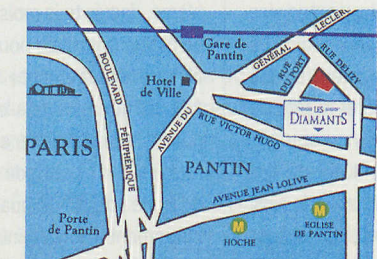 LECLERC
Gare de
Pantin
GÉNÉRAL
RUE DELIZY
RUE
DU PORT
BOULEVARD
PÉRIPHÉRIQUE
Hotel
de Ville
LES
DIAMANTS
AVENUE DU
RUE VICTOR HUGO
PARIS
PANTIN
AVENUE JEAN LOLIVE
Porte
de Pantin
M
HOCHE
M
EGLISE
DE PANTIN